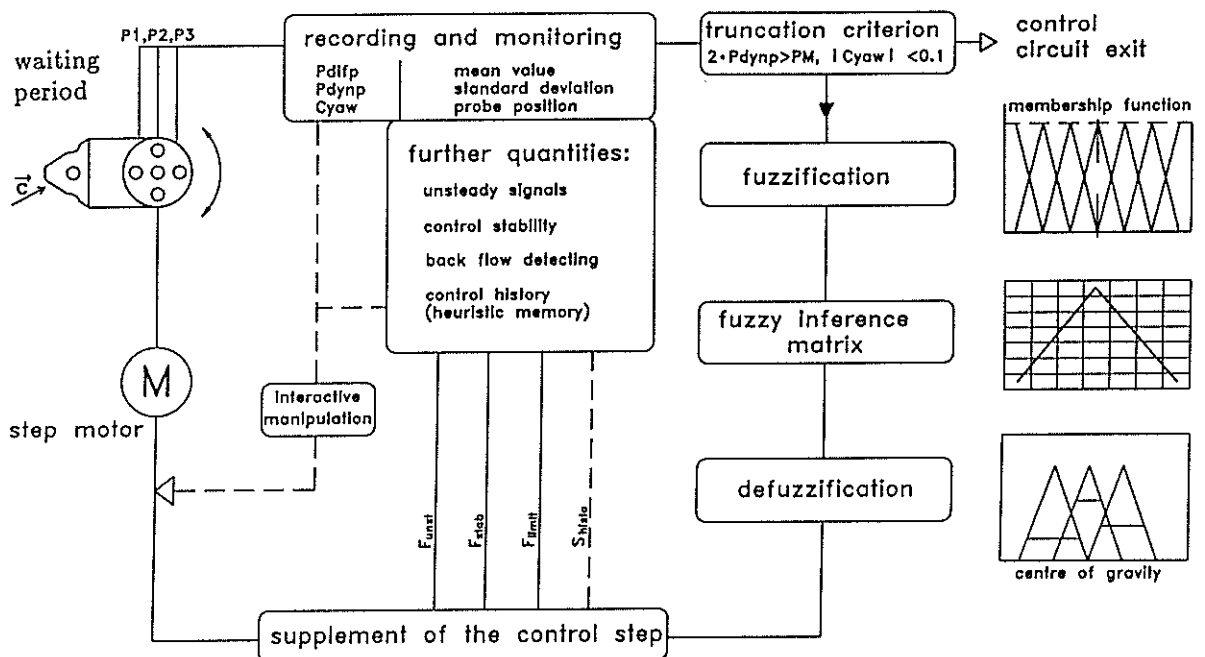 P1,P2,P3
waiting
period
recording and monitoring
Pdifp
Pdynp
Cyaw
mean value
standard deviation
probe position
truncation criterion
2·Pdynp>PM, |Cyaw| <0.1
control
circuit exit
membership function
c
further quantities:
unsteady signals
control stability
back flow detecting
control history
(heuristic memory)
fuzzification
fuzzy inference
matrix
M
step motor
interactive
manipulation
defuzzification
Funst
Fstab
Flimit
Shisto
centre of gravity
supplement of the control step